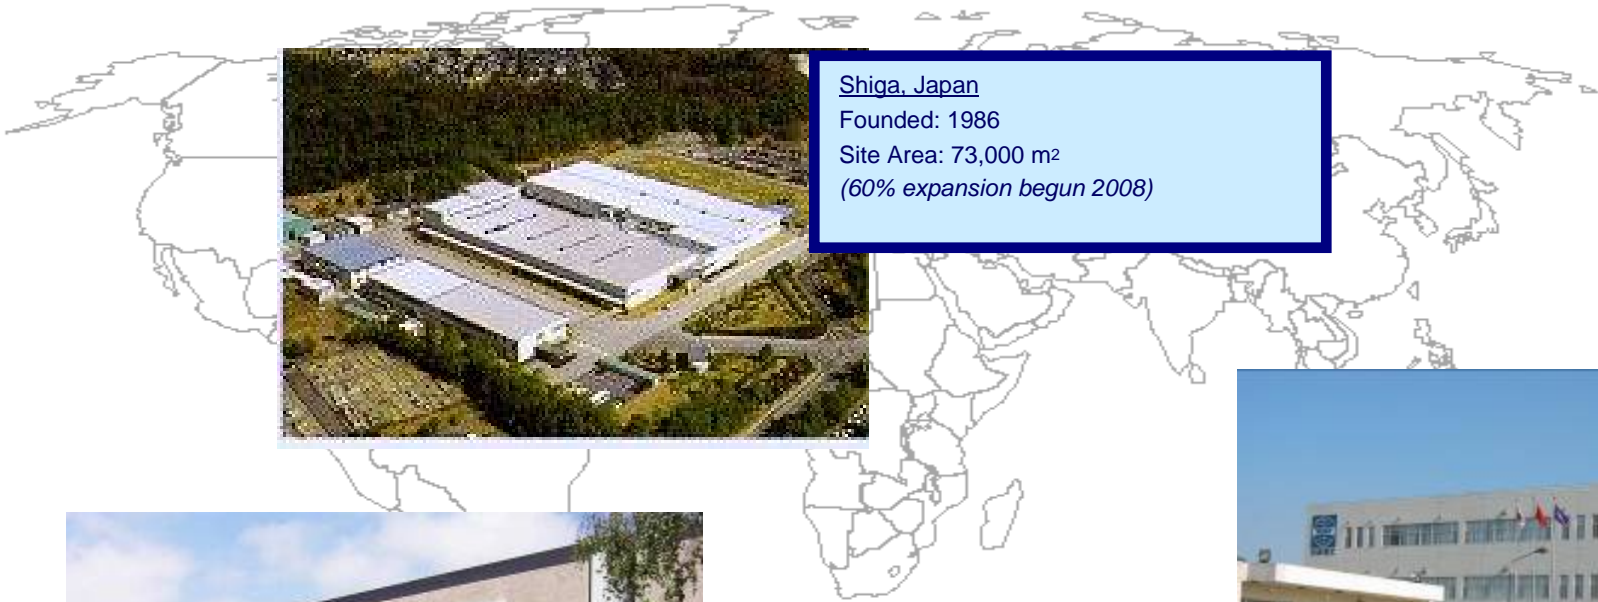 Shiga, Japan
Founded: 1986
Site Area: 73,000 m2
(60% expansion begun 2008)